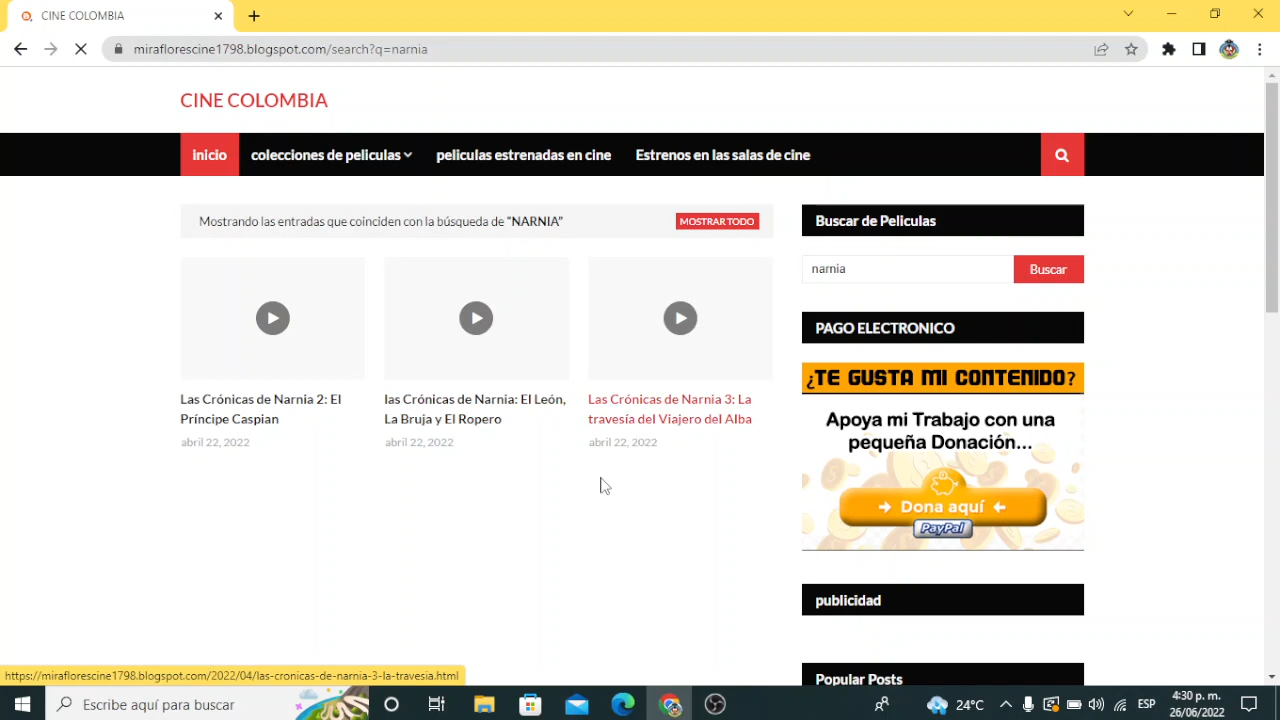 CINE COLOMBIA
miraflorescine1798.blogspot.com/search?q=narnia
CINE COLOMBIA
Inicio
colecciones de peliculas
peliculas estrenadas en cine
Estrenos en las salas de cine
Mostrando las entradas que coinciden con la búsqueda de "NARNIA"
MOSTRAR TODO
Las Crónicas de Narnia 2: El
Príncipe Caspian
abril 22, 2022
las Crónicas de Narnia: El León,
La Bruja y El Ropero
abril 22, 2022
Las Crónicas de Narnia 3: La
travesía del Viajero del Alba
abril 22, 2022
Buscar de Peliculas
narnia
Buscar
PAGO ELECTRONICO
¿TE GUSTA MI CONTENIDO?
Apoya mi Trabajo con una
pequeña Donación...
Dona aquí
PayPal
publicidad
Popular Posts
https://miraflorescine1798.blogspot.com/2022/04/las-cronicas-de-narnia-3-la-travesia.html
Escribe aquí para buscar
24°C
ESP
4:30 p. m.
26/06/2022